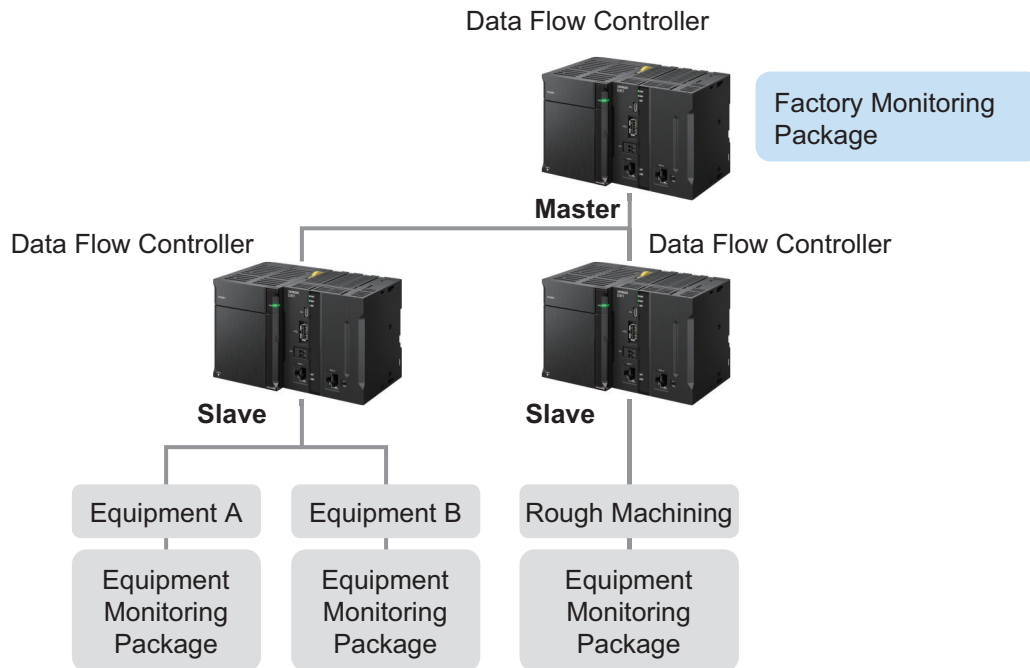 Data Flow Controller
Factory Monitoring
Package
Master
Data Flow Controller
Data Flow Controller
Slave
Slave
Equipment A
Equipment B
Rough Machining
Equipment
Monitoring
Package
Equipment
Monitoring
Package
Equipment
Monitoring
Package